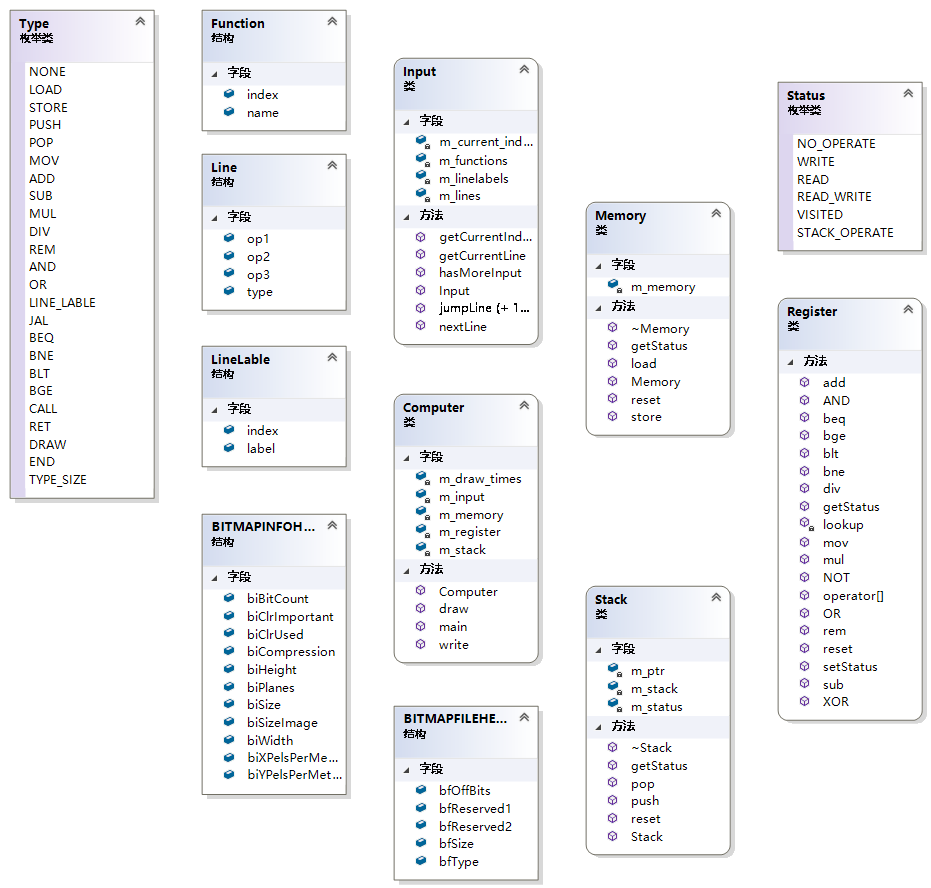 Type
枚举类
NONE
LOAD
STORE
PUSH
POP
MOV
ADD
SUB
MUL
DIV
REM
AND
OR
LINE_LABLE
JAL
BEQ
BNE
BLT
BGE
CALL
RET
DRAW
END
TYPE_SIZE
Function
结构
字段
index
name
Line
结构
字段
op1
op2
op3
type
LineLable
结构
字段
index
label
BITMAPINFOH...
结构
字段
biBitCount
biClrImportant
biClrUsed
biCompression
biHeight
biPlanes
biSize
biSizeImage
biWidth
biXPelsPerMe...
biYPelsPerMet...
Input
类
字段
m_current_ind...
m_functions
m_linelabels
m_lines
方法
getCurrentInd...
getCurrentLine
hasMoreInput
Input
jumpLine (+ 1...
nextLine
Computer
类
字段
m_draw_times
m_input
m_memory
m_register
m_stack
方法
Computer
draw
main
write
BITMAPFILEHE...
结构
字段
bfOffBits
bfReserved1
bfReserved2
bfSize
bfType
Memory
类
字段
m_memory
方法
~Memory
getStatus
load
Memory
reset
store
Stack
类
字段
m_ptr
m_stack
m_status
方法
~Stack
getStatus
pop
push
reset
Stack
Status
枚举类
NO_OPERATE
WRITE
READ
READ_WRITE
VISITED
STACK_OPERATE
Register
类
方法
add
AND
beq
bge
blt
bne
div
getStatus
lookup
mov
mul
NOT
operator[]
OR
rem
reset
setStatus
sub
XOR